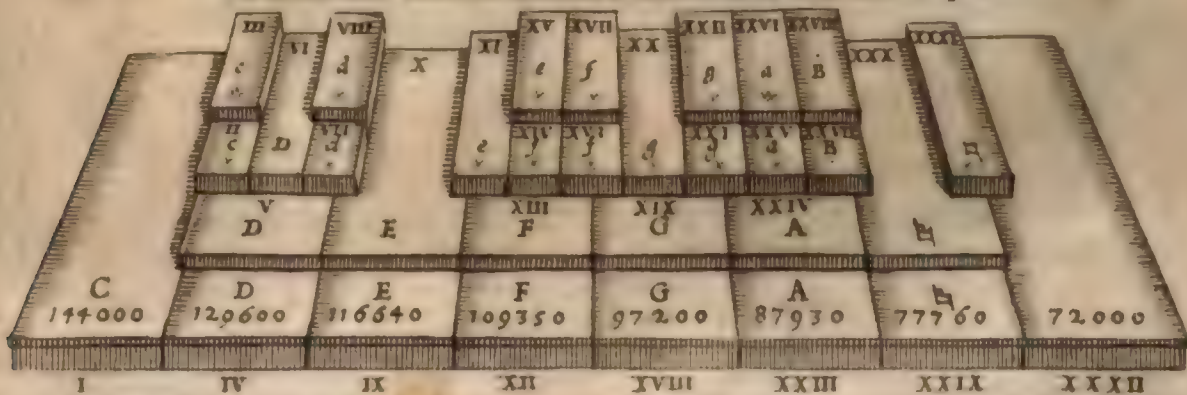 III VIII XV XVII XXII XXVI XXXI
VI X XI XX XXX
c d e f g a B
II VII XIV XVI XXI XXV XXVII
c D d e f f g g a B ♮
V XIII XIX XXIV
D E F G A ♮
C D E F G A ♮
144000 129600 116640 109350 97200 87930 77760 72000
I IV IX XII XVIII XXIII XXIX XXXII